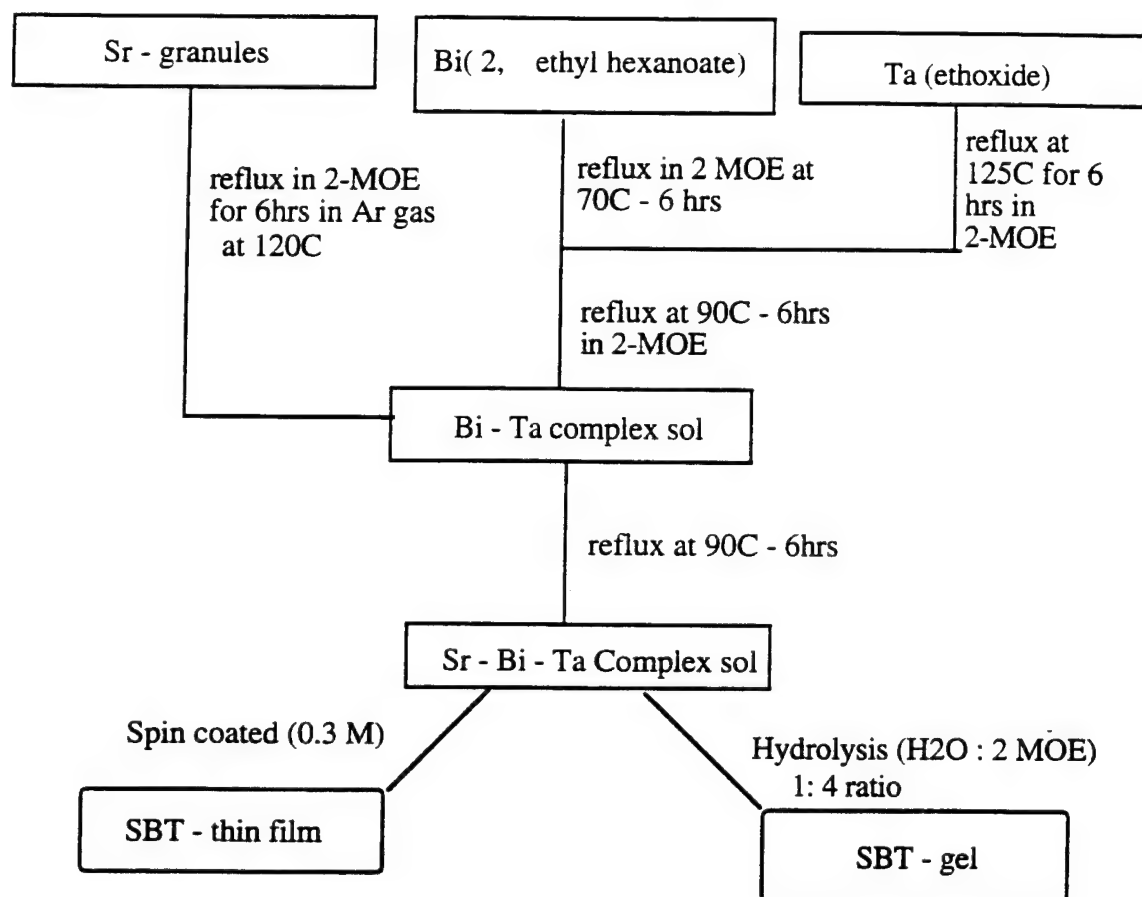 Sr - granules
Bi( 2, ethyl hexanoate)
Ta (ethoxide)
reflux in 2-MOE
for 6hrs in Ar gas
at 120C
reflux in 2 MOE at
70C - 6 hrs
reflux at
125C for 6
hrs in
2-MOE
reflux at 90C - 6hrs
in 2-MOE
Bi - Ta complex sol
reflux at 90C - 6hrs
Sr - Bi - Ta Complex sol
Spin coated (0.3 M)
Hydrolysis (H2O : 2 MOE)
1: 4 ratio
SBT - thin film
SBT - gel